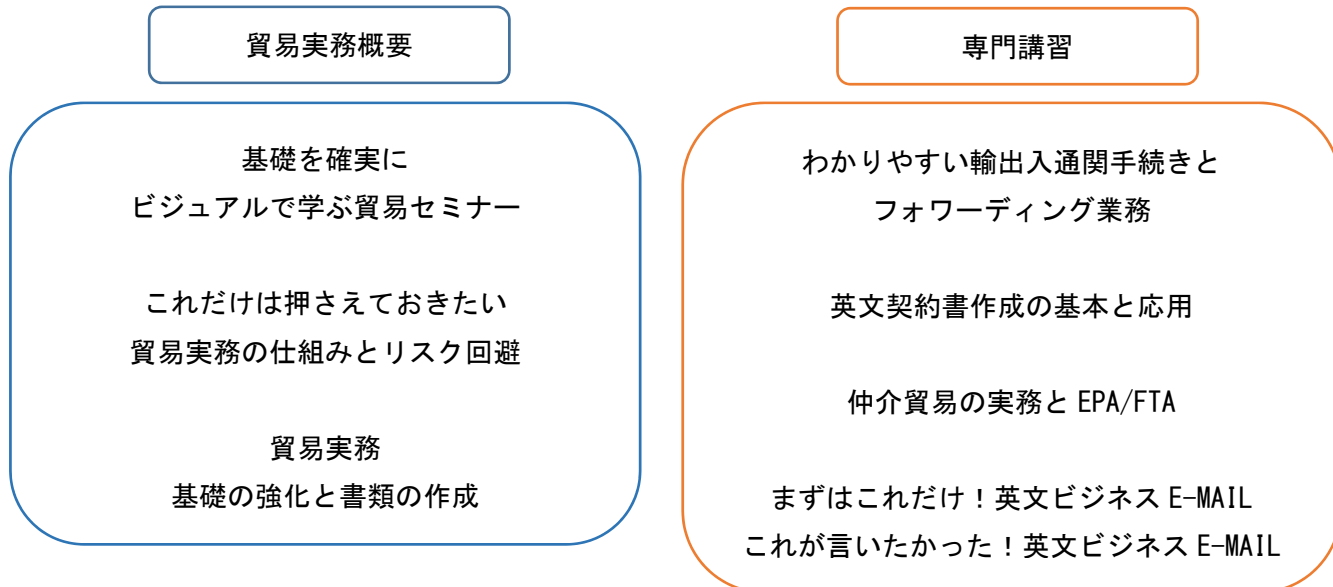 貿易実務概要
基礎を確実に
ビジュアルで学ぶ貿易セミナー
これだけは押さえておきたい
貿易実務の仕組みとリスク回避
貿易実務
基礎の強化と書類の作成
専門講習
わかりやすい輸出入通関手続きと
フォワーディング業務
英文契約書作成の基本と応用
仲介貿易の実務と EPA/FTA
まずはこれだけ！英文ビジネス E-MAIL
これが言いたかった！英文ビジネス E-MAIL